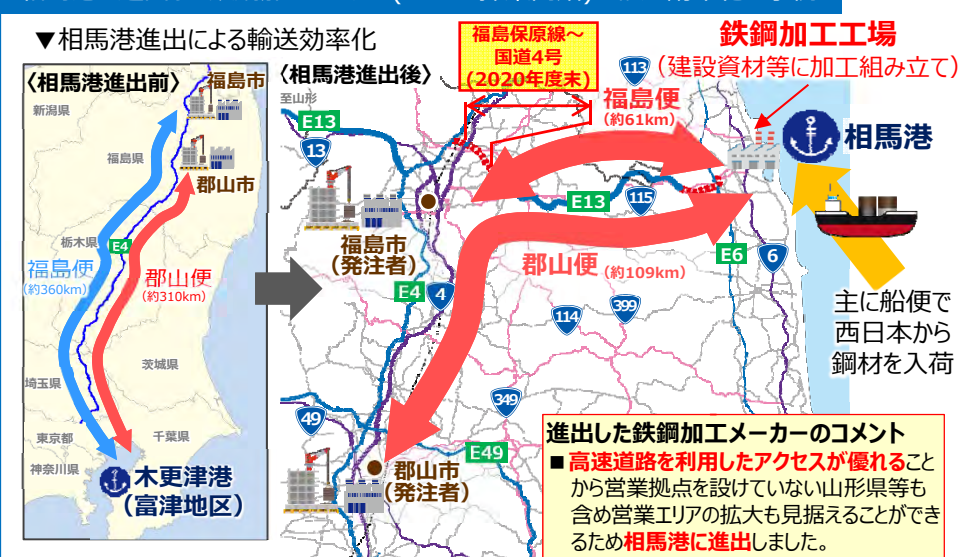 ▼相馬港進出による輸送効率化
〈相馬港進出前〉
福島市
新潟県
福島県
郡山市
栃木県
E4
福島便
(約360km)
郡山便
(約310km)
茨城県
埼玉県
東京都
千葉県
神奈川県
木更津港
(富津地区)
〈相馬港進出後〉
福島保原線～
国道4号
(2020年度末)
鉄鋼加工工場
(建設資材等に加工組み立て)
113
至山形
E13
13
福島便
(約61km)
相馬港
E13
115
福島市
(発注者)
郡山便
(約109km)
E6
6
E4
4
114
399
主に船便で
西日本から
鋼材を入荷
349
49
E49
郡山市
(発注者)
進出した鉄鋼加工メーカーのコメント
■高速道路を利用したアクセスが優れること
から営業拠点を設けていない山形県等も
含め営業エリアの拡大も見据えることができ
るため相馬港に進出しました。